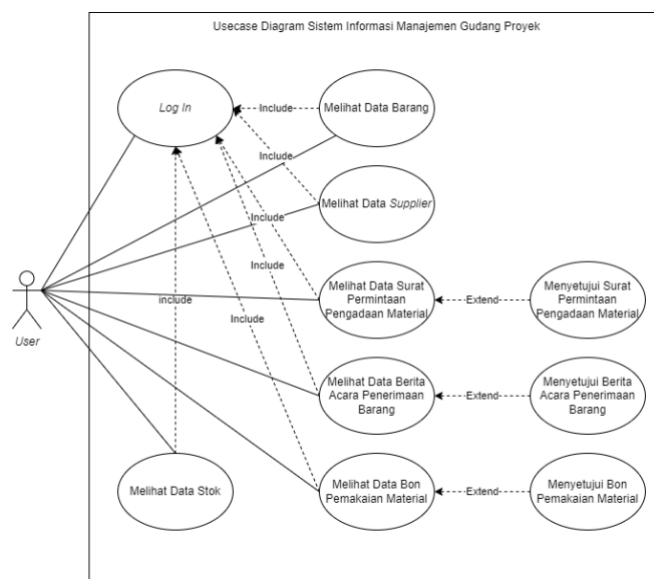 Usecase Diagram Sistem Informasi Manajemen Gudang Proyek
Log In
Include
Melihat Data Barang
Include
Melihat Data Supplier
Include
Melihat Data Surat
Permintaan
Pengadaan Material
Extend
Menyetujui Surat
Permintaan
Pengadaan Material
Include
include
Include
User
Melihat Data Berita
Acara Penerimaan
Barang
Extend
Menyetujui Berita
Acara Penerimaan
Barang
Melihat Data Stok
Melihat Data Bon
Pemakaian Material
Extend
Menyetujui Bon
Pemakaian Material